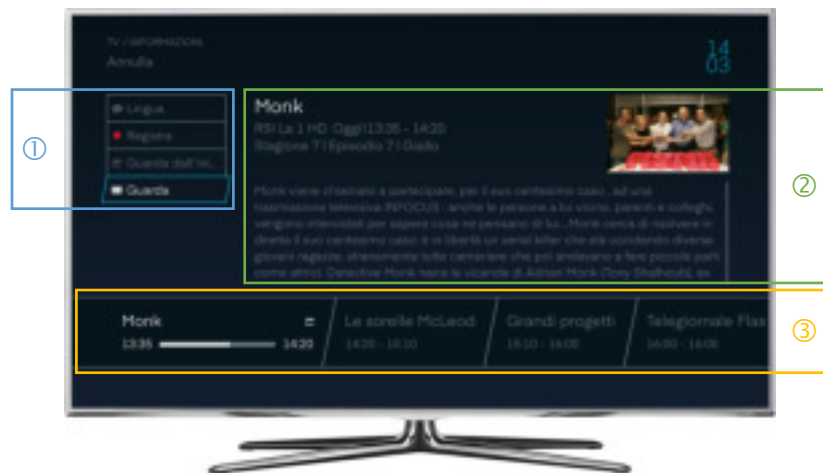 TV / INFORMAZIONI
Annulla
14
03
①
Lingua
Registra
Guarda dall'ini...
Guarda
②
Monk
RSI La 1 HD Oggi | 13:35 - 14:20
Stagione 7 | Episodio 7 | Giallo
Monk viene chiamato a partecipare, per il suo centesimo caso, ad una
trasmissione televisiva INFOCUS : anche le persone a lui vicino, parenti e colleghi,
vengono intervistati per sapere cosa ne pensano di lui...Monk cerca di risolvere in
diretta il suo centesimo caso: è in libertà un serial killer che sta uccidendo diverse
giovani ragazze, stranamente tutte cameriere che poi andavano a fare piccole parti
come attrici. Detective Monk narra le vicende di Adrian Monk (Tony Shalhoub), ex
③
Monk
13:35
14:20
Le sorelle McLeod
14:20 - 15:10
Grandi progetti
15:10 - 16:00
Telegiornale Flas
16:00 - 16:05